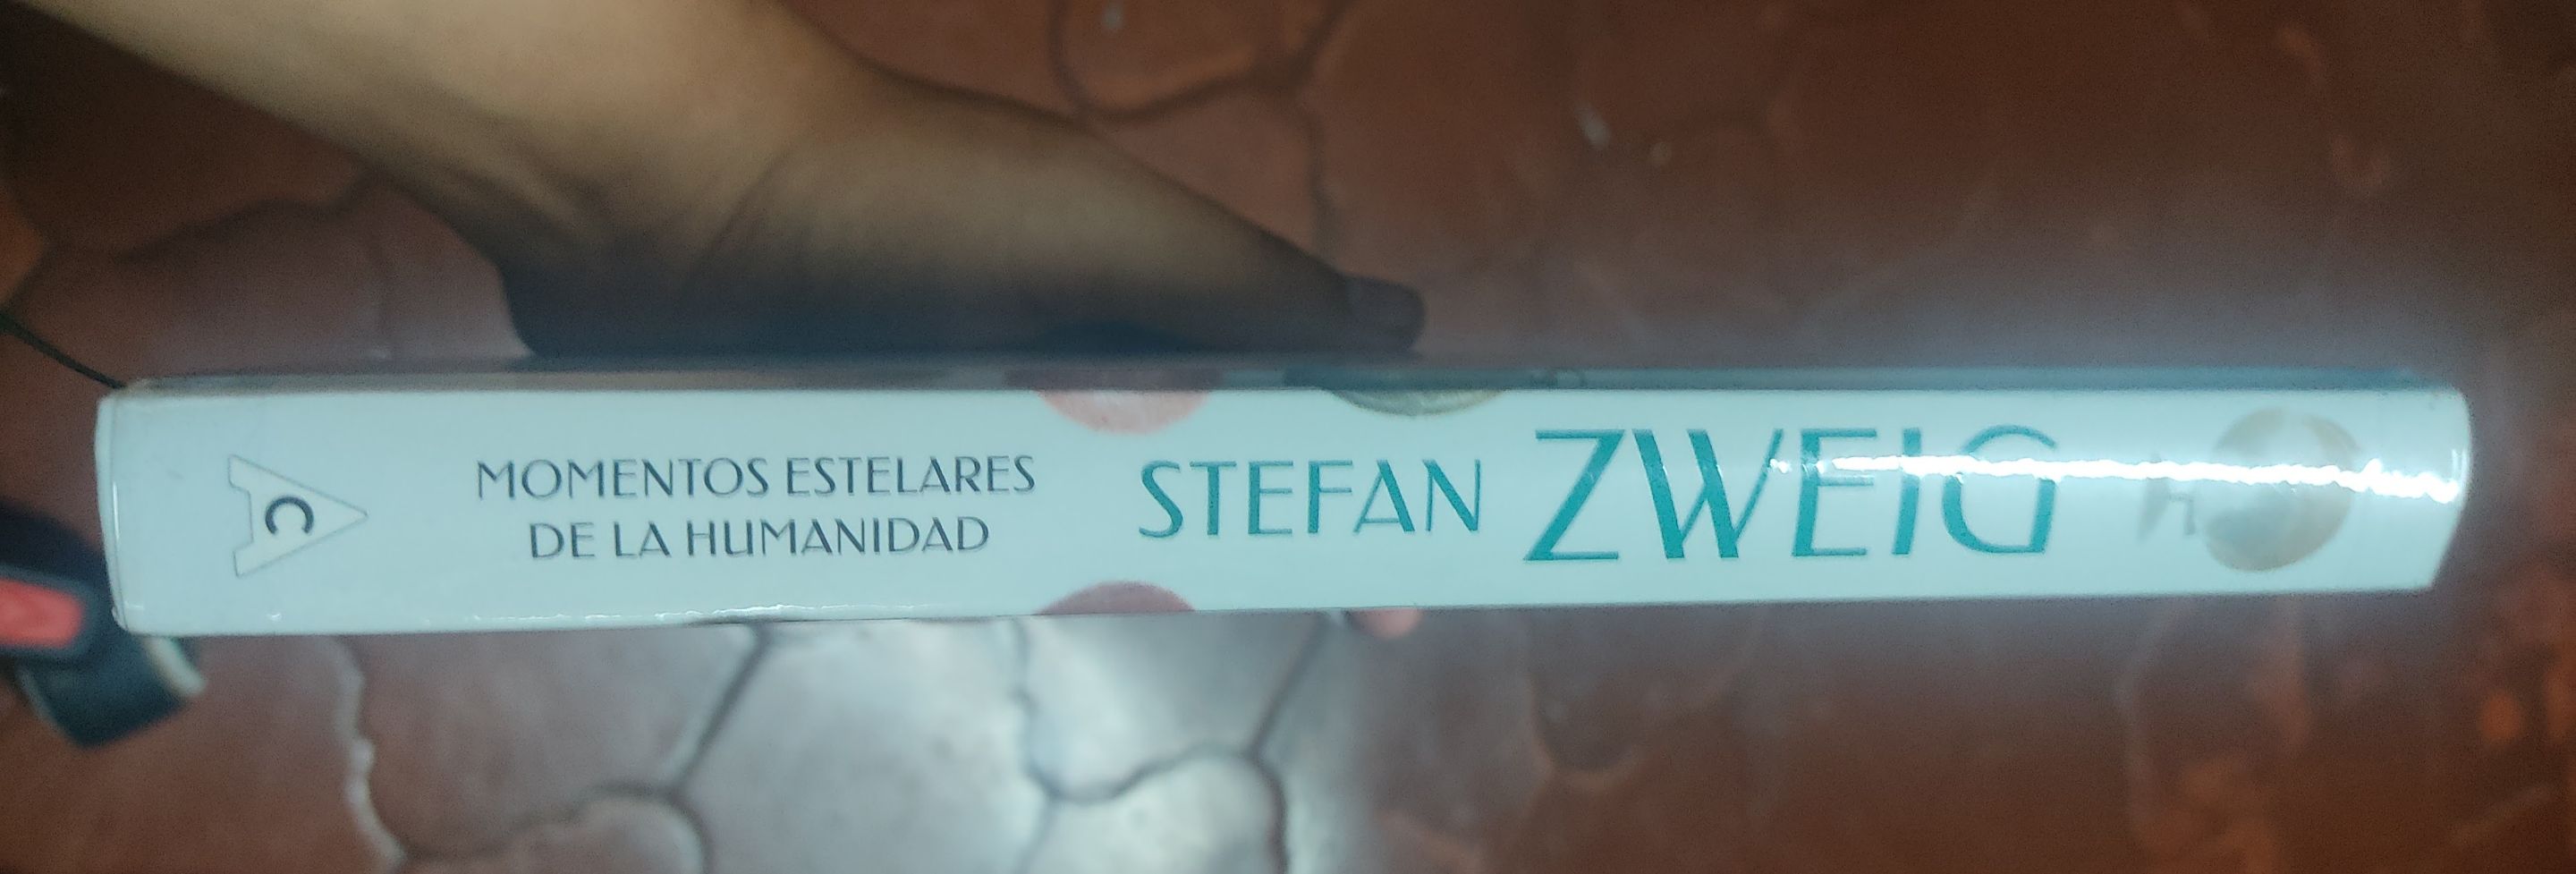 C
MOMENTOS ESTELARES
DE LA HUMANIDAD
STEFAN ZWEIG